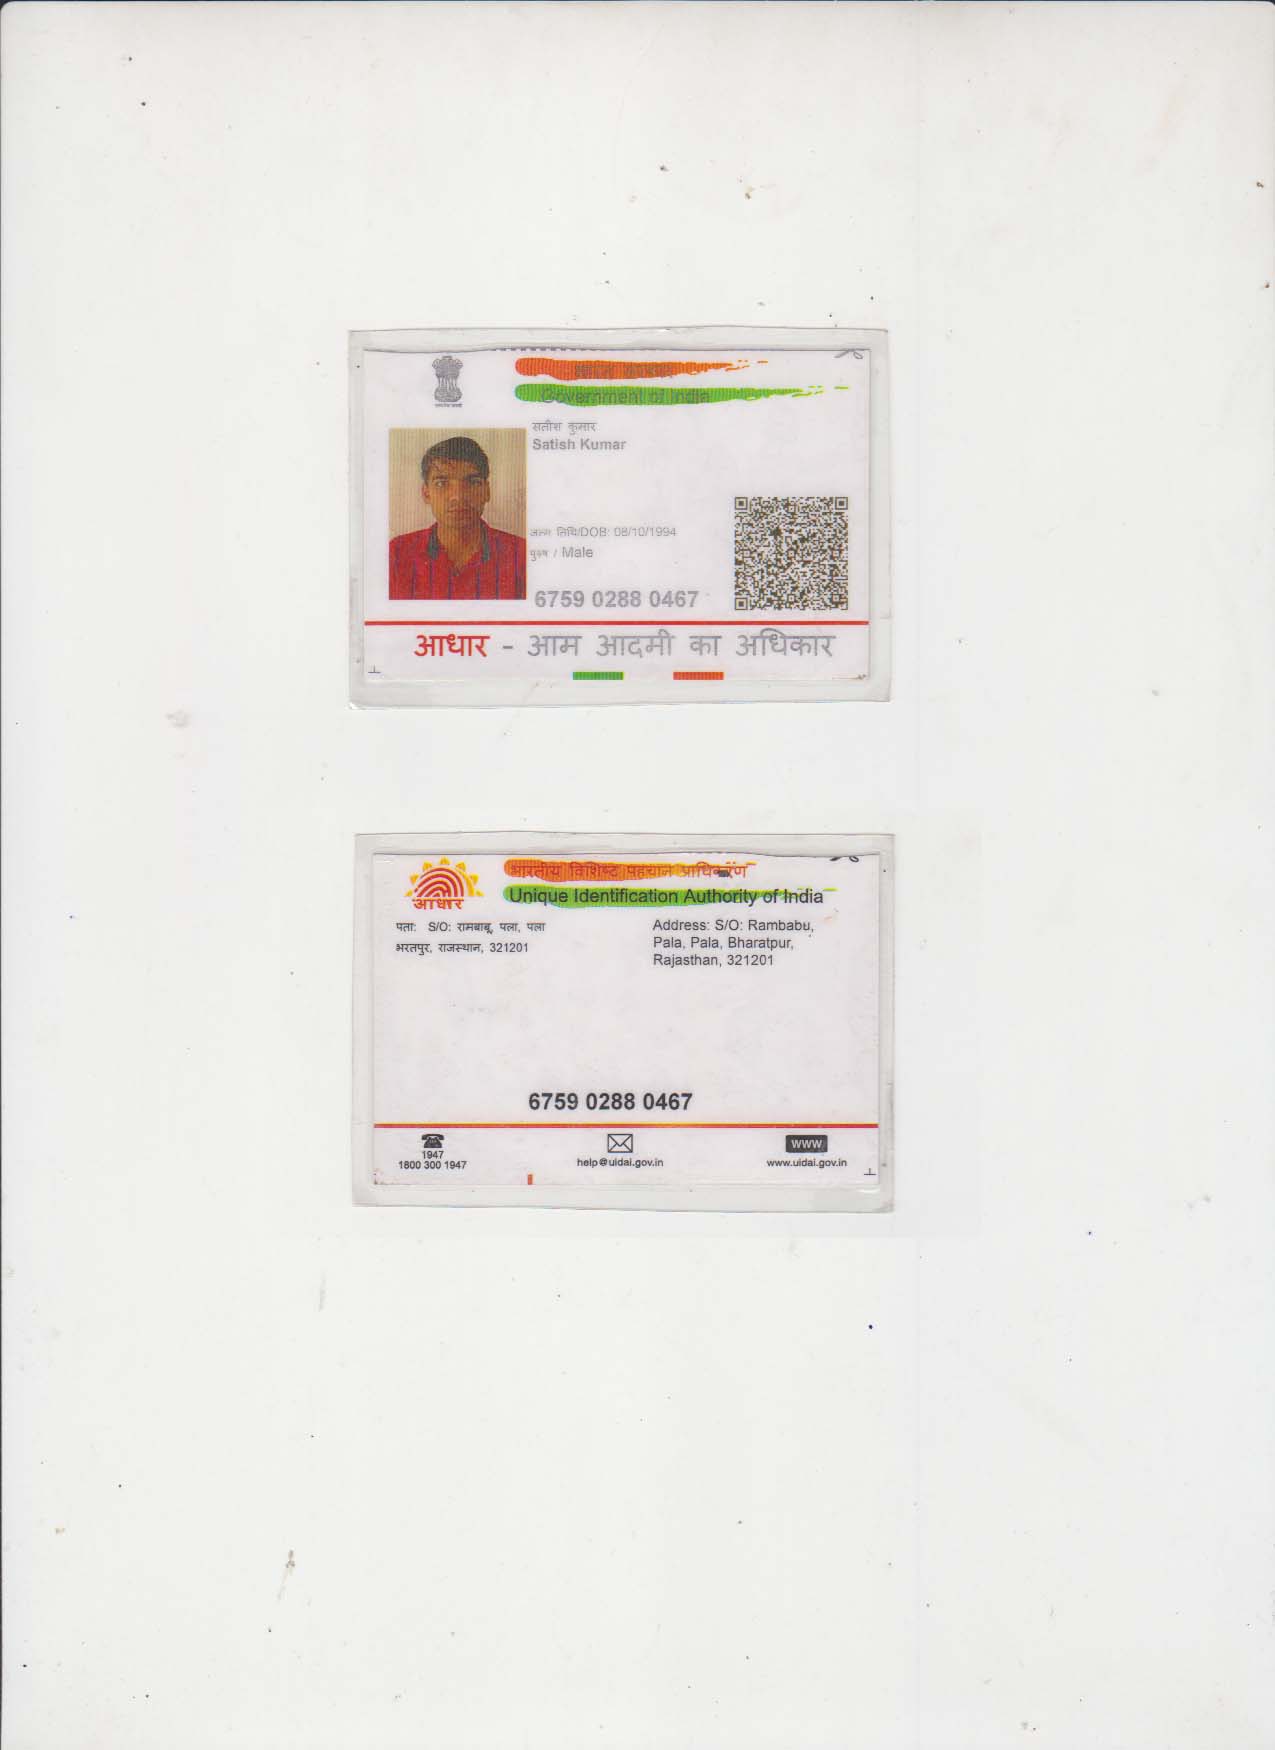 Government of India
सतीश कुमार
Satish Kumar
जन्म तिथि/DOB: 08/10/1994
पुरुष / Male
6759 0288 0467
आधार - आम आदमी का अधिकार
भारतीय विशिष्ट पहचान प्राधिकरण
Unique Identification Authority of India
आधार
पता: S/O: रामबाबू, पला, पला
भरतपुर, राजस्थान, 321201
Address: S/O: Rambabu,
Pala, Pala, Bharatpur,
Rajasthan, 321201
6759 0288 0467
1947
1800 300 1947
help@uidai.gov.in
WWW
www.uidai.gov.in